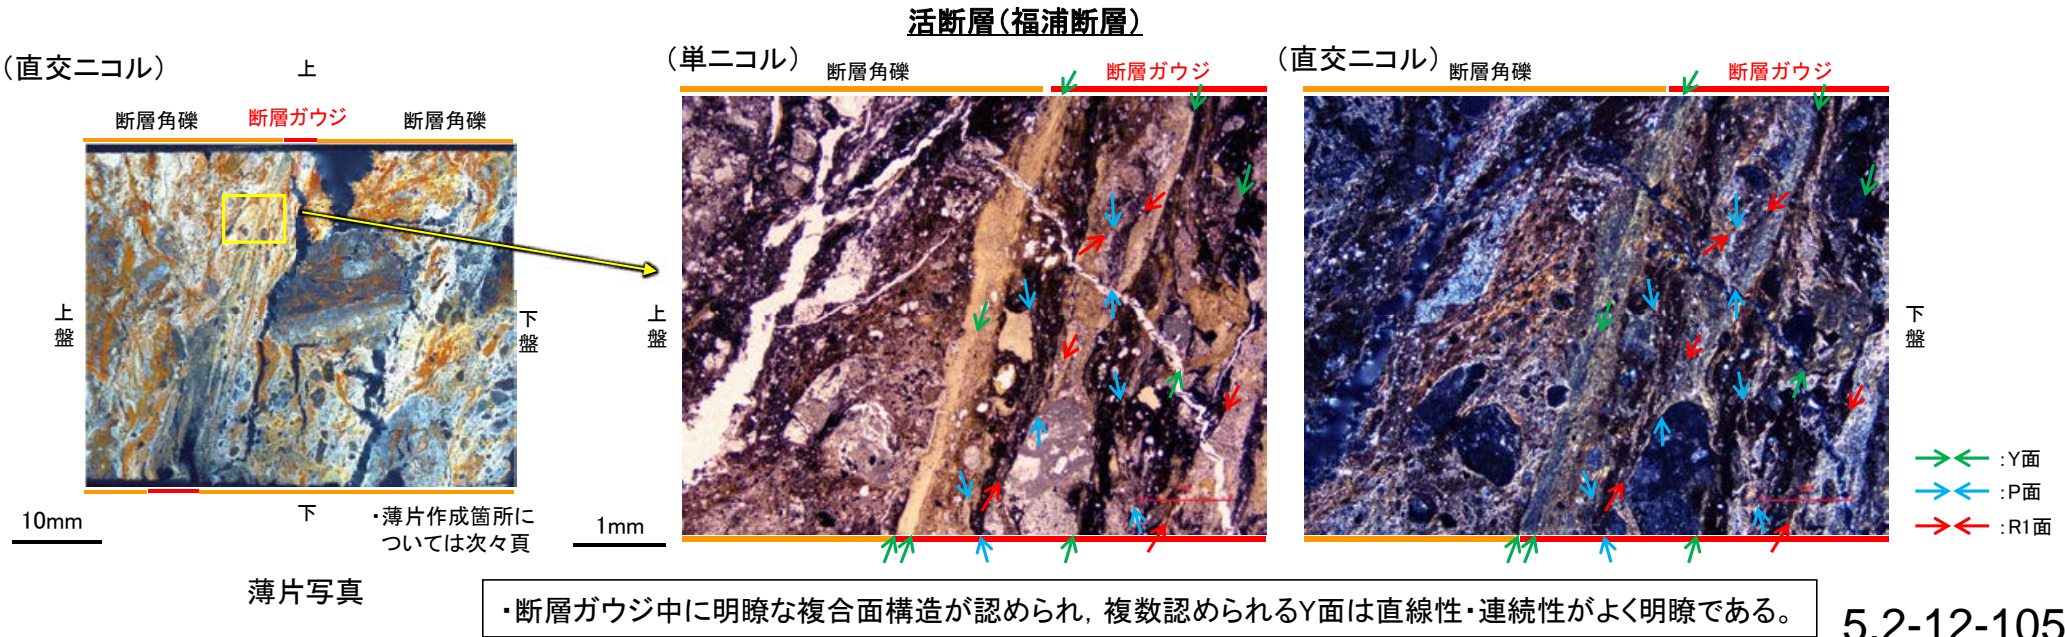 活断層(福浦断層)
(直交ニコル)
上
断層角礫
断層ガウジ
断層角礫
上盤
下盤
10mm
下
・薄片作成箇所に
ついては次々頁
薄片写真
(単ニコル)
断層角礫
断層ガウジ
上盤
1mm
(直交ニコル)
断層角礫
断層ガウジ
下盤
:Y面
:P面
:R1面
・断層ガウジ中に明瞭な複合面構造が認められ,複数認められるY面は直線性・連続性がよく明瞭である。
5.2-12-105